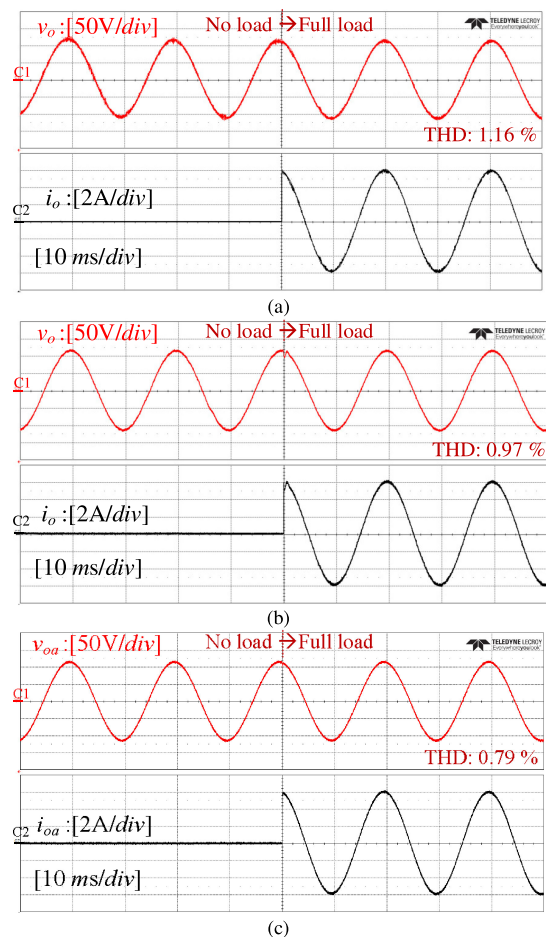 vo :[50V/div]
No load → Full load
TELEDYNE LECROY
Everywhereyoulook
C1
THD: 1.16 %
C2
io :[2A/div]
[10 ms/div]
(a)
vo :[50V/div]
No load → Full load
TELEDYNE LECROY
Everywhereyoulook
C1
THD: 0.97 %
C2
io :[2A/div]
[10 ms/div]
(b)
voa :[50V/div]
No load → Full load
TELEDYNE LECROY
Everywhereyoulook
C1
THD: 0.79 %
C2
ioa :[2A/div]
[10 ms/div]
(c)